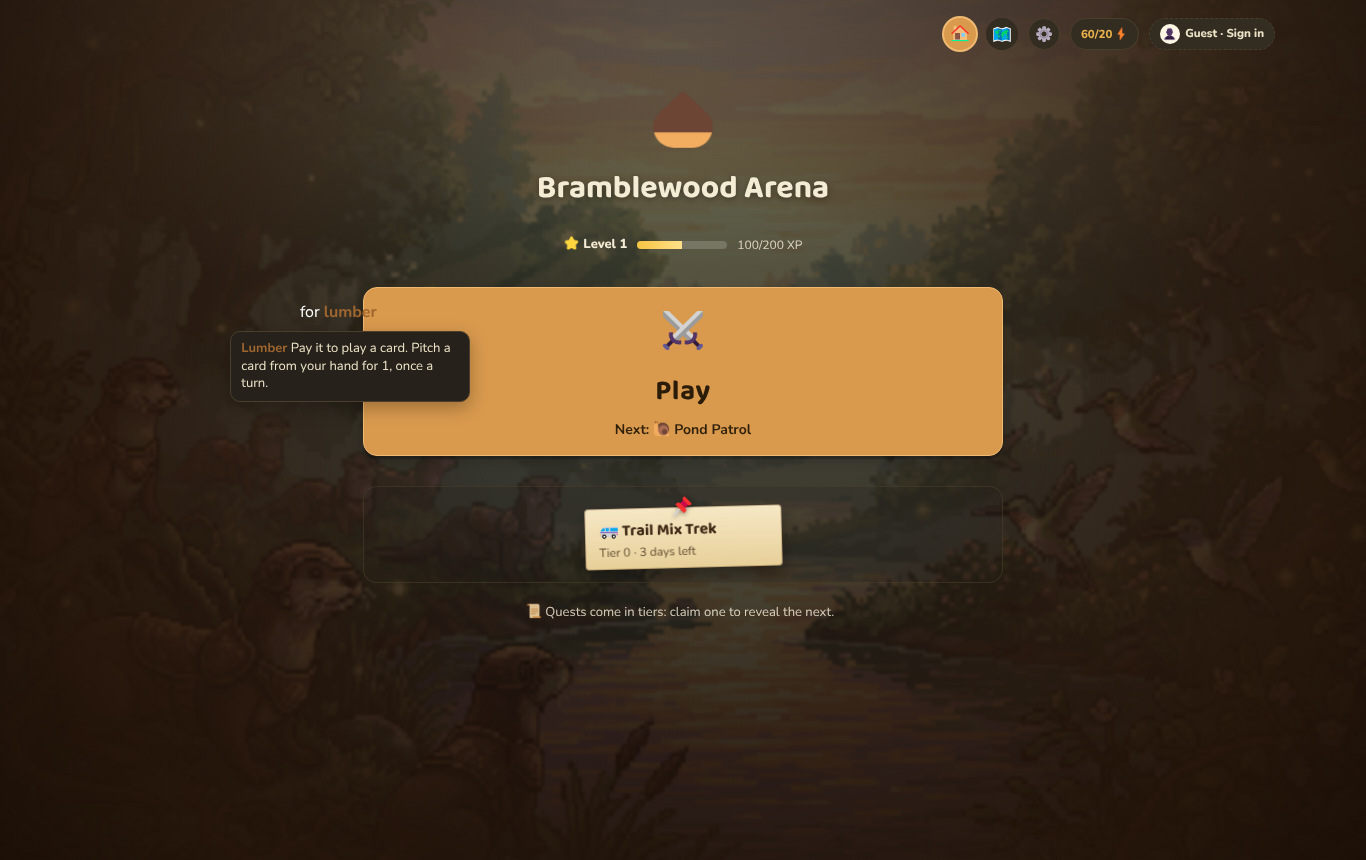 60/20
Guest · Sign in
Bramblewood Arena
Level 1
100/200 XP
for lumber
Lumber Pay it to play a card. Pitch a
card from your hand for 1, once a
turn.
Play
Next: Pond Patrol
Trail Mix Trek
Tier 0 · 3 days left
Quests come in tiers: claim one to reveal the next.